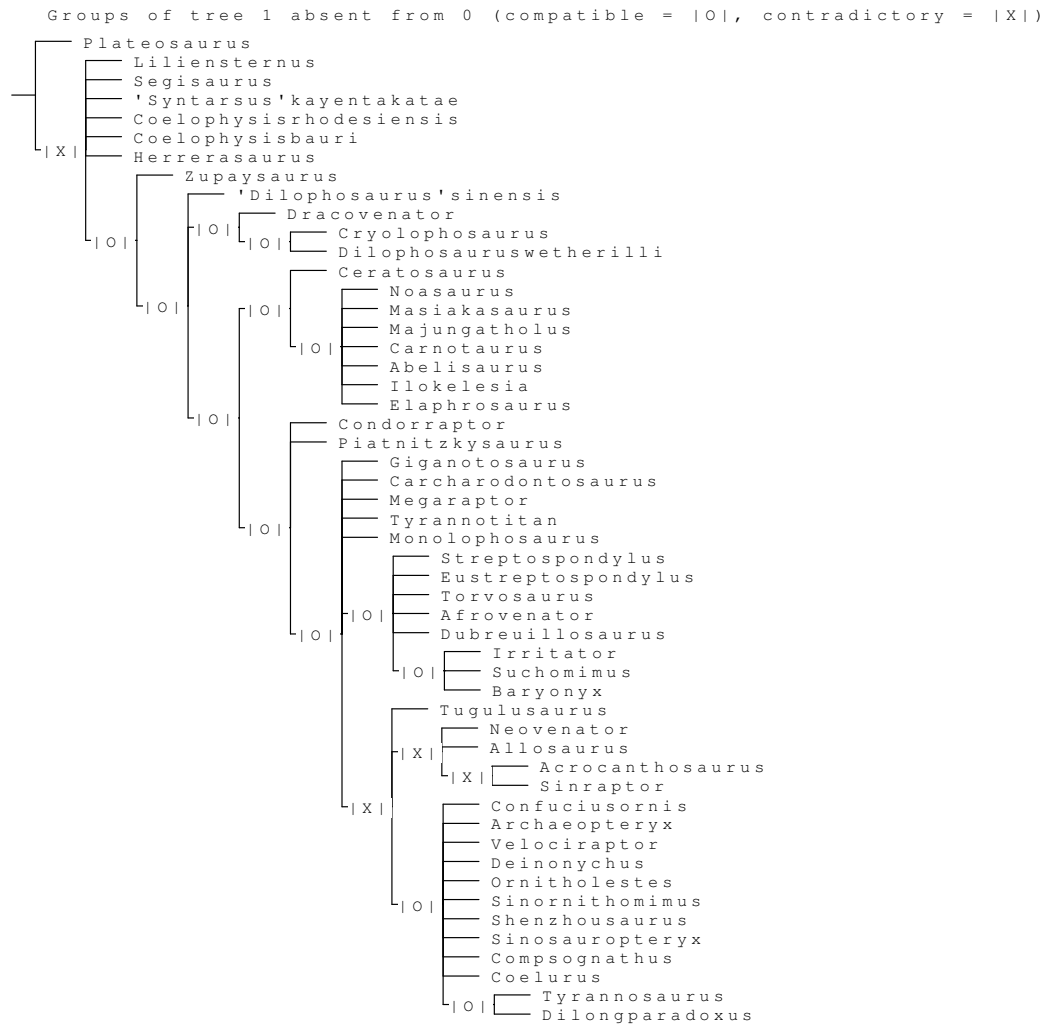 Groups of tree 1 absent from 0 (compatible = |O|, contradictory = |X|)
Plateosaurus
Liliensternus
Segisaurus
'Syntarsus'kayentakatae
Coelophysisrhodesiensis
Coelophysisbauri
|X|
Herrerasaurus
Zupaysaurus
'Dilophosaurus'sinensis
Dracovenator
|O|
Cryolophosaurus
|O| |O|
Dilophosauruswetherilli
Ceratosaurus
Noasaurus
|O| |O|
Masiakasaurus
Majungatholus
|O| Carnotaurus
Abelisaurus
Ilokelesia
Elaphrosaurus
|O|
Condorraptor
Piatnitzkysaurus
Giganotosaurus
Carcharodontosaurus
Megaraptor
Tyrannotitan
|O|
Monolophosaurus
Streptospondylus
Eustreptospondylus
Torvosaurus
|O| Afrovenator
|O| Dubreuillosaurus
Irritator
|O| Suchomimus
Baryonyx
Tugulusaurus
Neovenator
|X| Allosaurus
Acrocanthosaurus
|X|
Sinraptor
|X| Confuciusornis
Archaeopteryx
Velociraptor
Deinonychus
Ornitholestes
|O| Sinornithomimus
Shenzhousaurus
Sinosauropteryx
Compsognathus
Coelurus
Tyrannosaurus
|O|
Dilongparadoxus